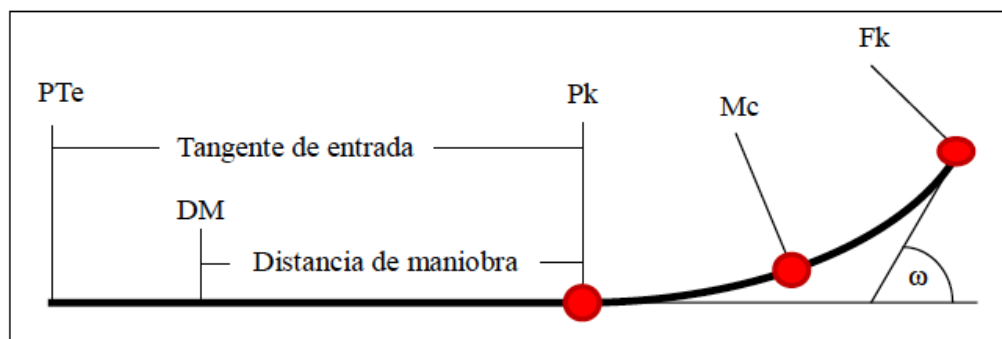 Fk
PTe
Pk
Mc
Tangente de entrada
DM
Distancia de maniobra
ω